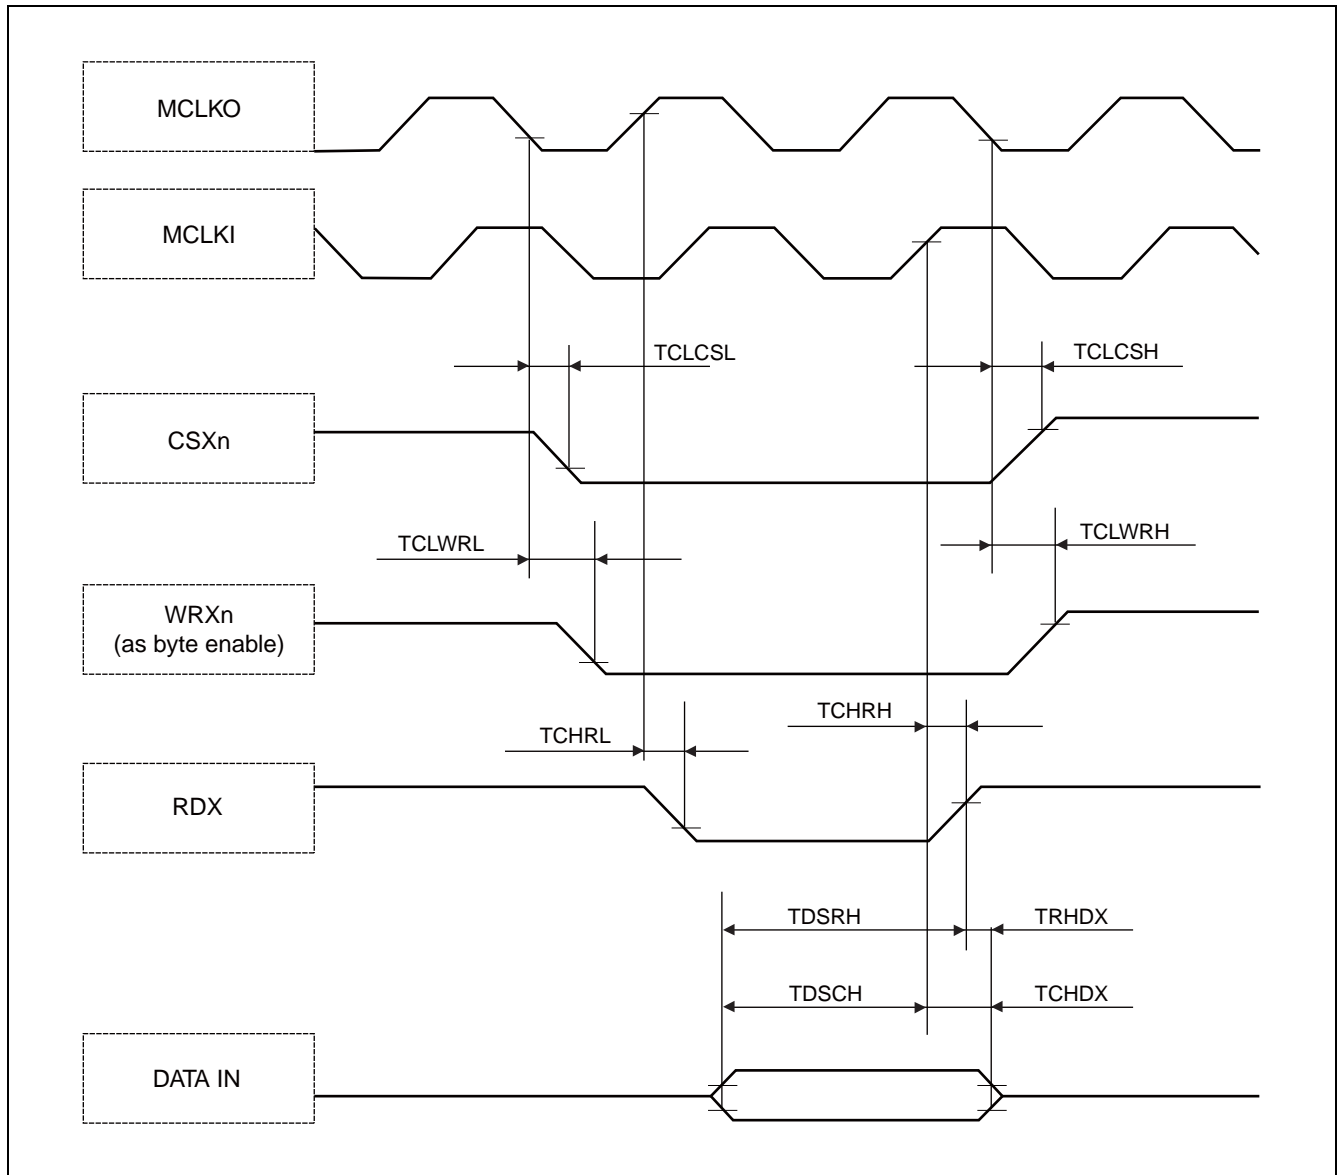 MCLKO
MCLKI
TCLCSL
TCLCSH
CSXn
TCLWRL
TCLWRH
WRXn
(as byte enable)
TCHRH
TCHRL
RDX
TDSRH
TRHDX
TDSCH
TCHDX
DATA IN